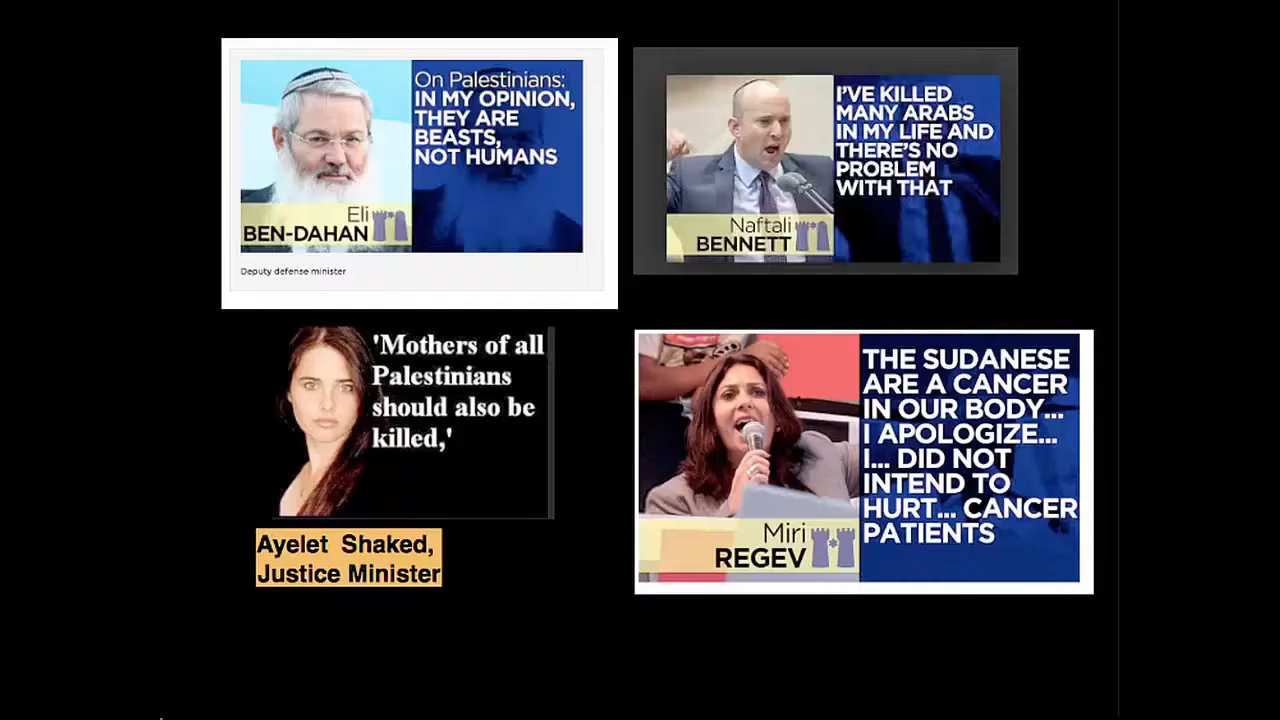 On Palestinians:
IN MY OPINION,
THEY ARE
BEASTS,
NOT HUMANS
Eli
BEN-DAHAN
Deputy defense minister
I'VE KILLED
MANY ARABS
IN MY LIFE AND
THERE'S NO
PROBLEM
WITH THAT
Naftali
BENNETT
'Mothers of all
Palestinians
should also be
killed,'
Ayelet Shaked,
Justice Minister
THE SUDANESE
ARE A CANCER
IN OUR BODY...
I APOLOGIZE...
I... DID NOT
INTEND TO
HURT... CANCER
PATIENTS
Miri
REGEV